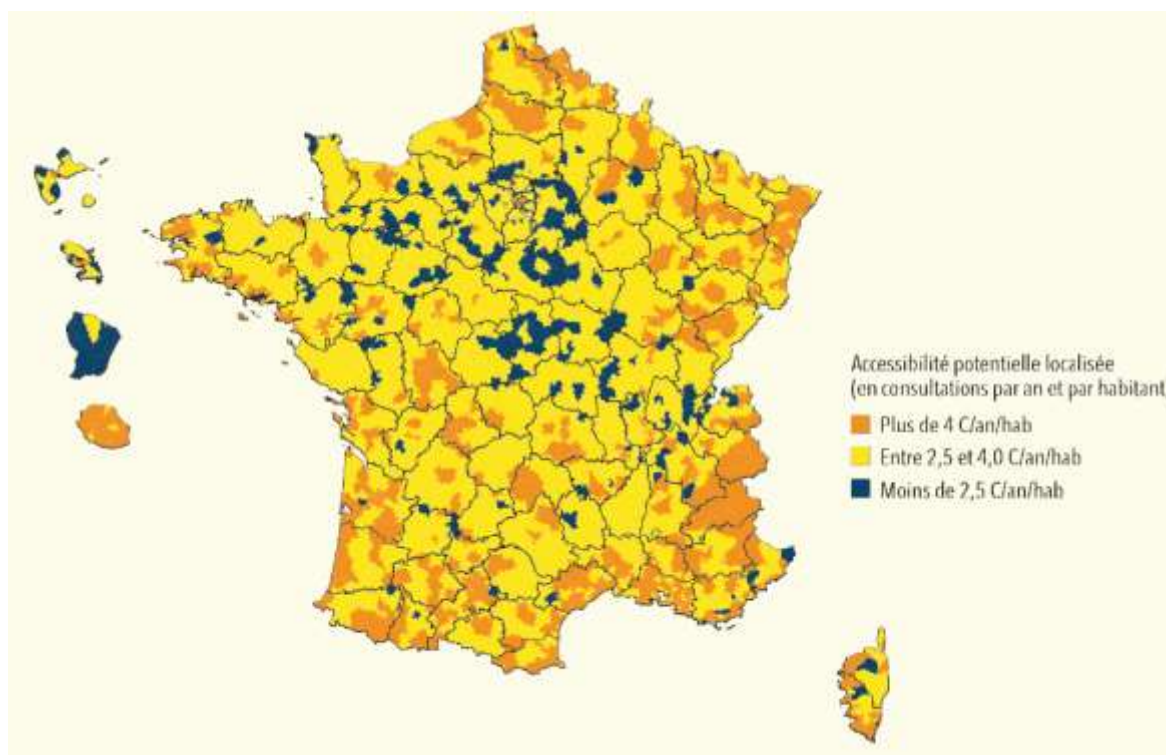 Accessibilité potentielle localisée
(en consultations par an et par habitant
Plus de 4 C/an/hab
Entre 2,5 et 4,0 C/an/hab
Moins de 2,5 C/an/hab